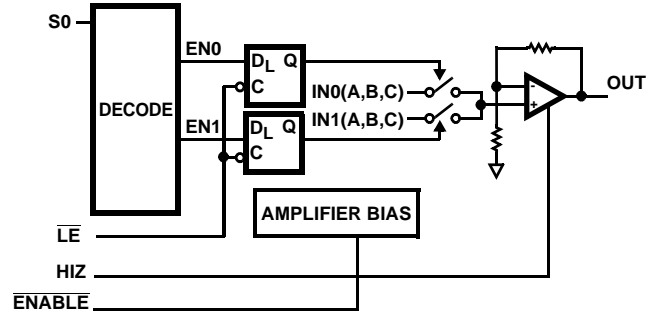 S0
DECODE
EN0
DL Q
C
IN0(A,B,C)
IN1(A,B,C)
-
+
OUT
EN1
DL Q
C
AMPLIFIER BIAS
LE
HIZ
ENABLE